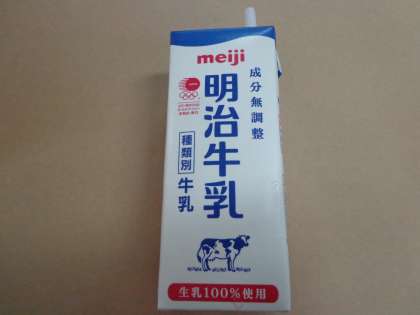 meiji
成分無調整
明治牛乳
種類別
牛乳
生乳100%使用